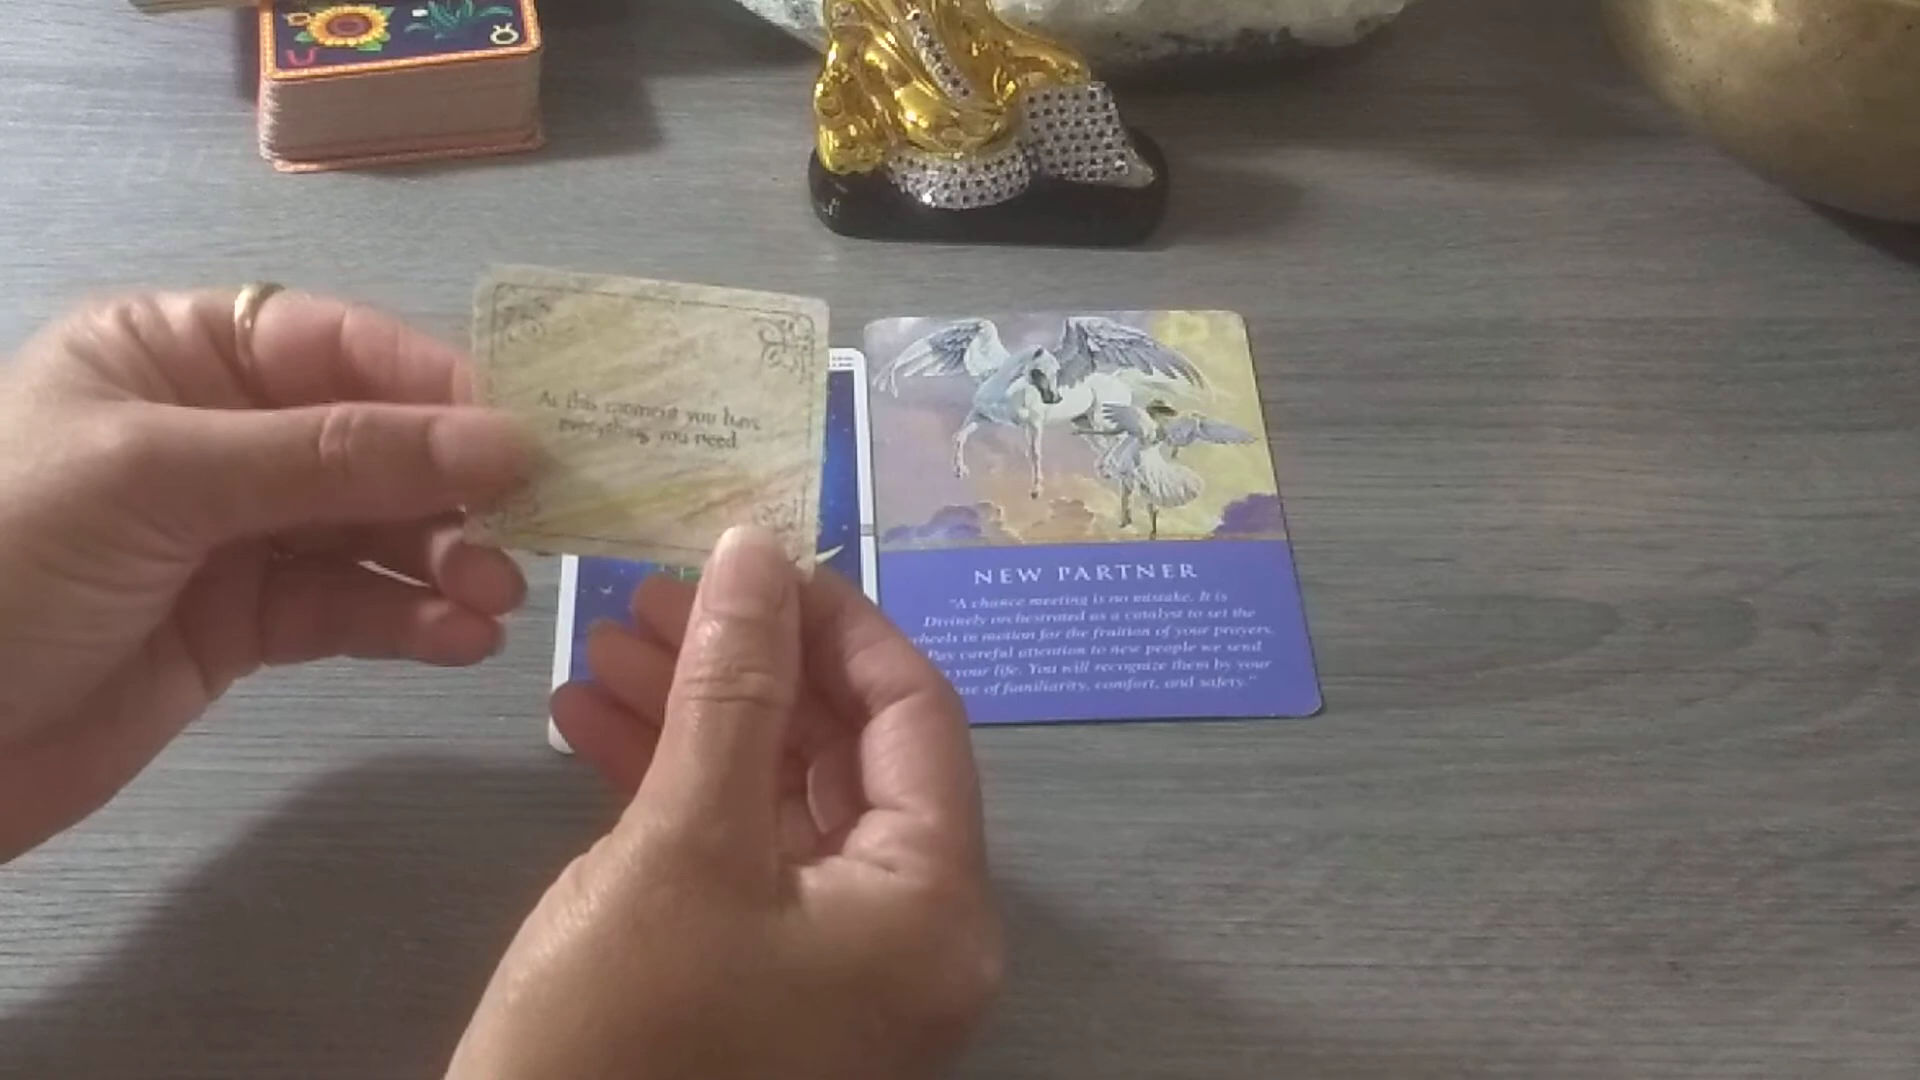 At this moment you have
everything you need
NEW PARTNER
"A chance meeting is no mistake. It is
Divinely orchestrated as a catalyst to set the
wheels in motion for the fruition of your prayers.
Pay careful attention to new people we send
your life. You will recognize them by your
of familiarity, comfort, and safety."